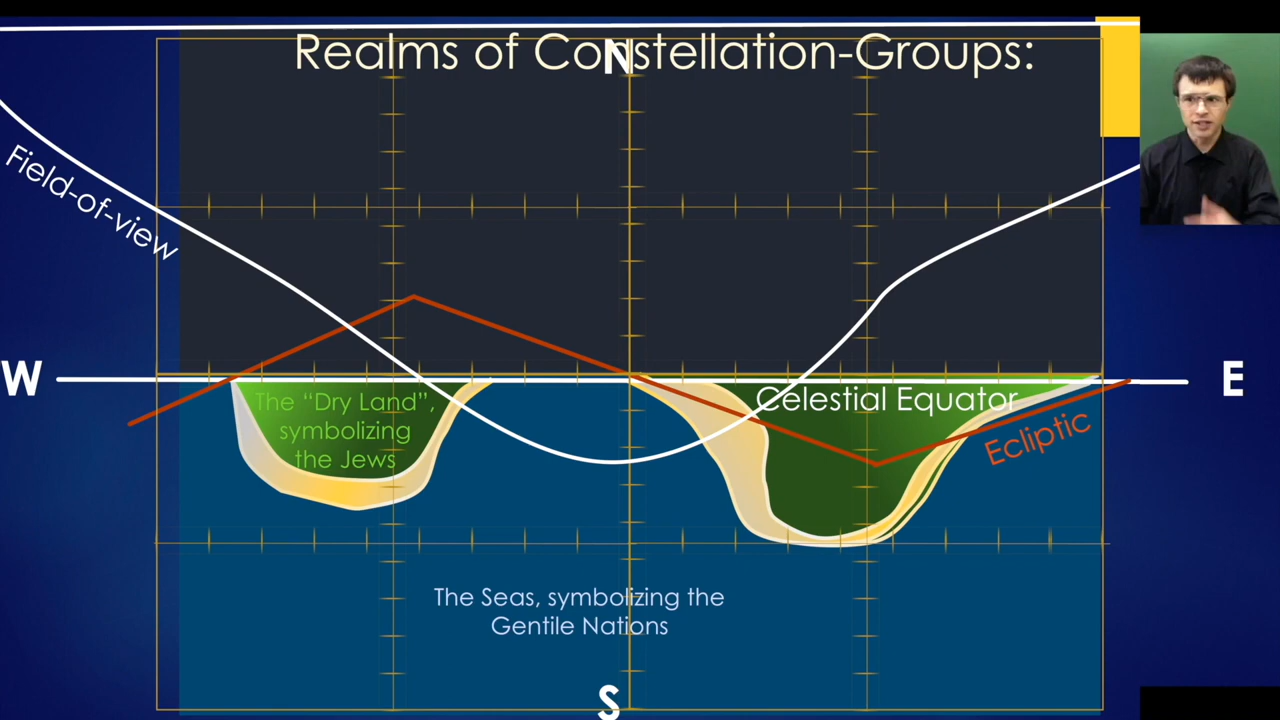 Realms of Constellation-Groups:
N
Field-of-view
W
E
The “Dry Land”,
symbolizing
the Jews
Celestial Equator
Ecliptic
The Seas, symbolizing the
Gentile Nations
S